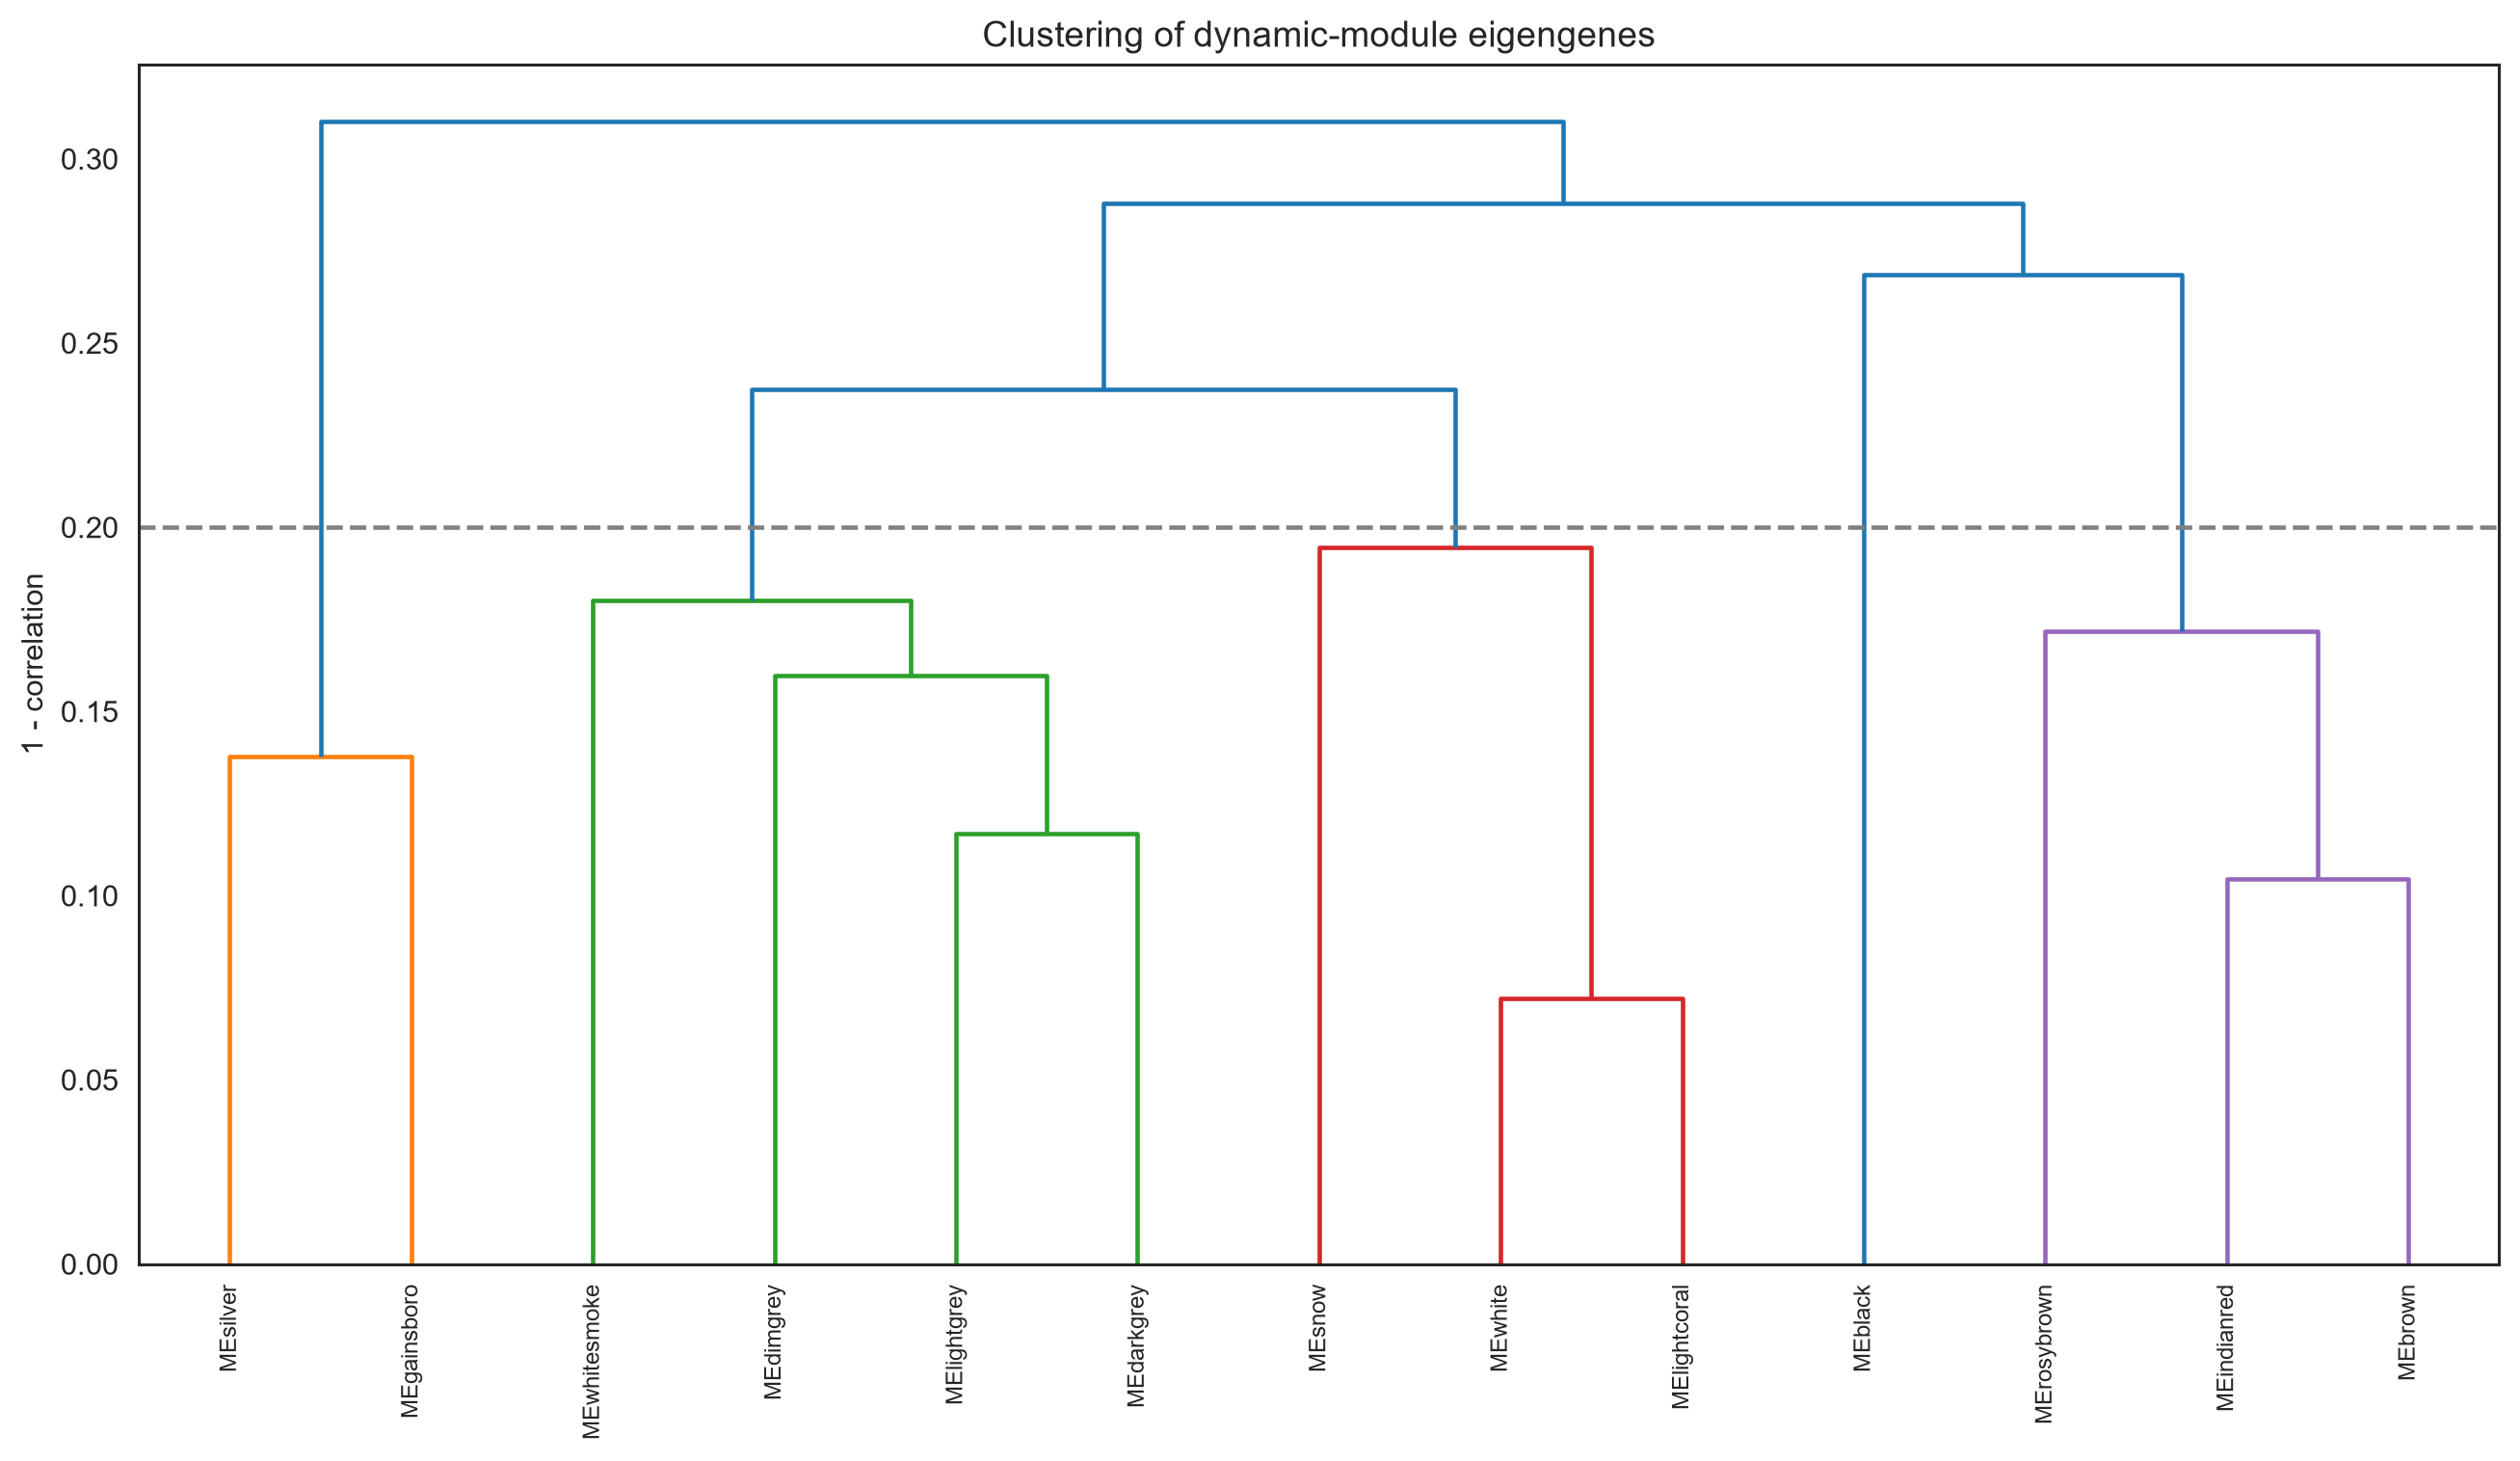 Clustering of dynamic-module eigengenes
1 - correlation
0.30
0.25
0.20
0.15
0.10
0.05
0.00
MEsilver
MEgainsboro
MEwhitesmoke
MEdimgrey
MElightgrey
MEdarkgrey
MEsnow
MEwhite
MElightcoral
MEblack
MErosybrown
MEindianred
MEbrown